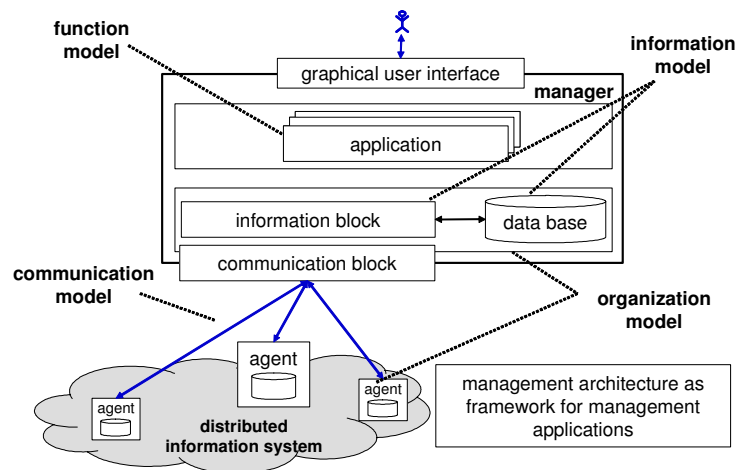 function
model
information
model
graphical user interface
manager
application
information block
data base
communication block
communication
model
organization
model
agent
agent
agent
distributed
information system
management architecture as
framework for management
applications